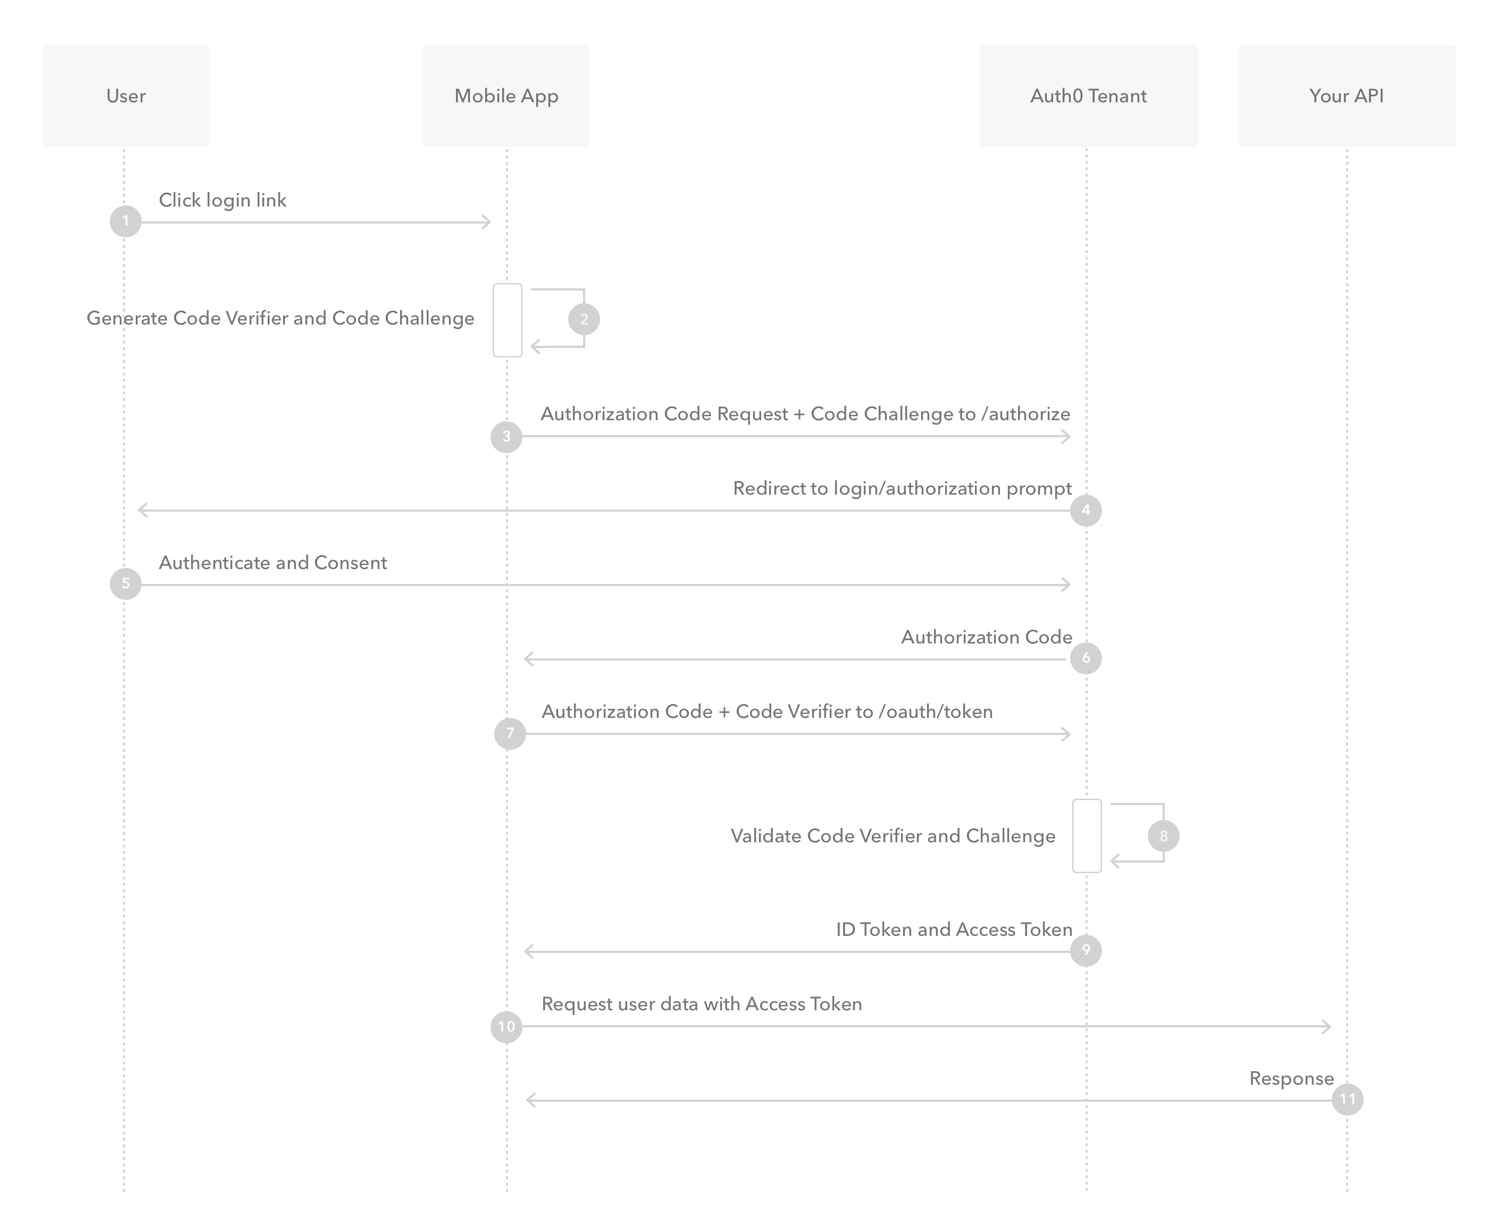 User
Mobile App
Auth0 Tenant
Your API
Click login link
1
Generate Code Verifier and Code Challenge
2
Authorization Code Request + Code Challenge to /authorize
3
Redirect to login/authorization prompt
4
Authenticate and Consent
5
Authorization Code
6
Authorization Code + Code Verifier to /oauth/token
7
Validate Code Verifier and Challenge
8
ID Token and Access Token
9
Request user data with Access Token
10
Response
11